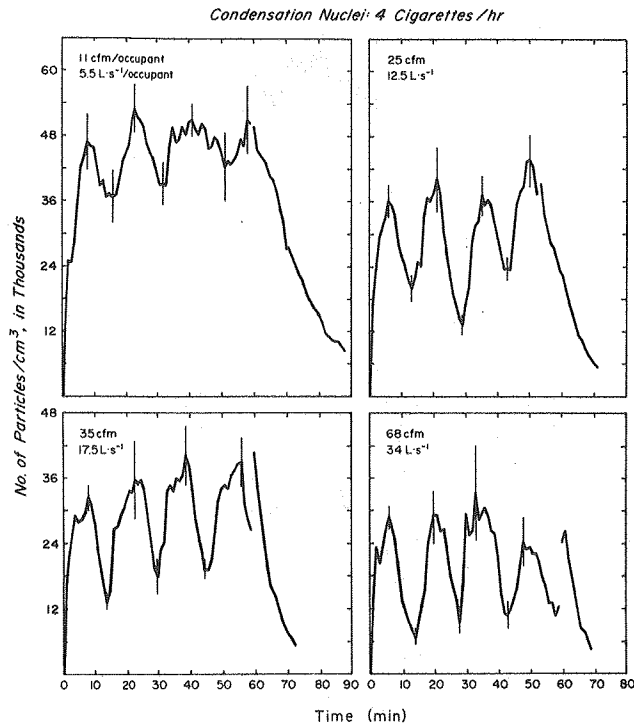 Condensation Nuclei: 4 Cigarettes/hr
11 cfm/occupant
5.5 L·s⁻¹/occupant
25 cfm
12.5 L·s⁻¹
60
48
36
24
12
No. of Particles/cm³, in Thousands
35 cfm
17.5 L·s⁻¹
68 cfm
34 L·s⁻¹
48
36
24
12
0 10 20 30 40 50 60 70 80 90 0 10 20 30 40 50 60 70 80
Time (min)